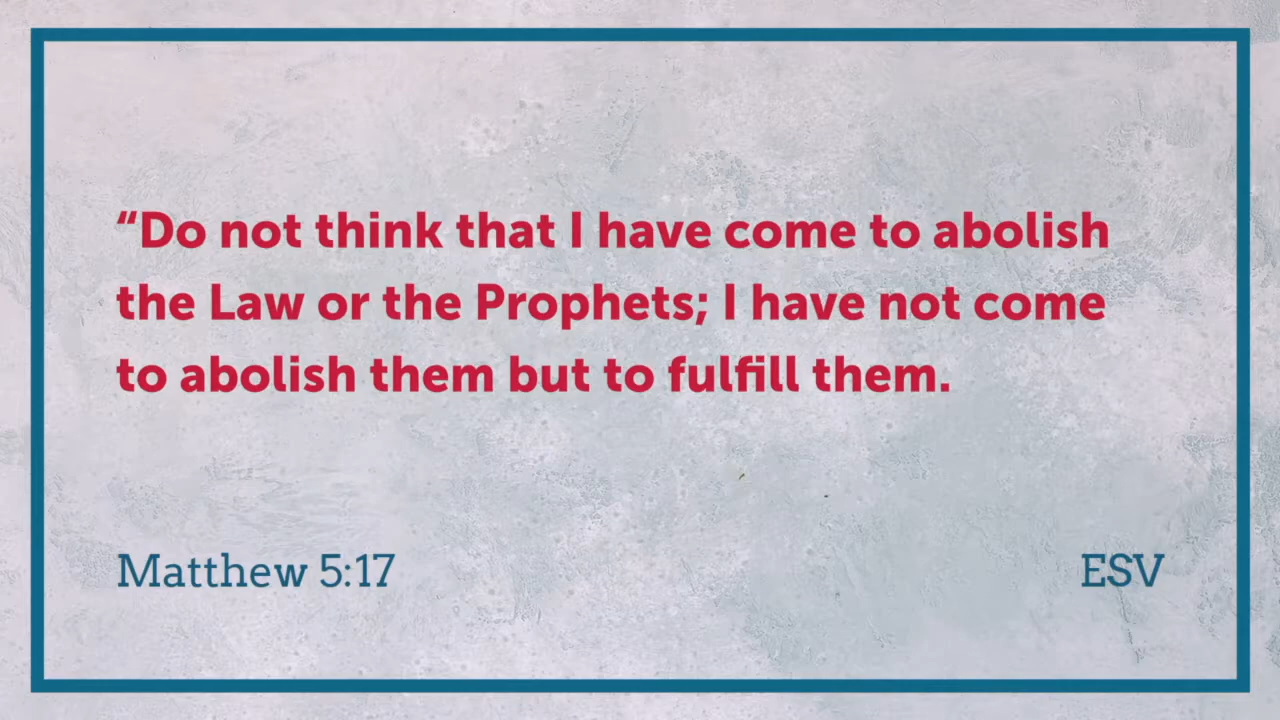 “Do not think that I have come to abolish
the Law or the Prophets; I have not come
to abolish them but to fulfill them.
Matthew 5:17
ESV